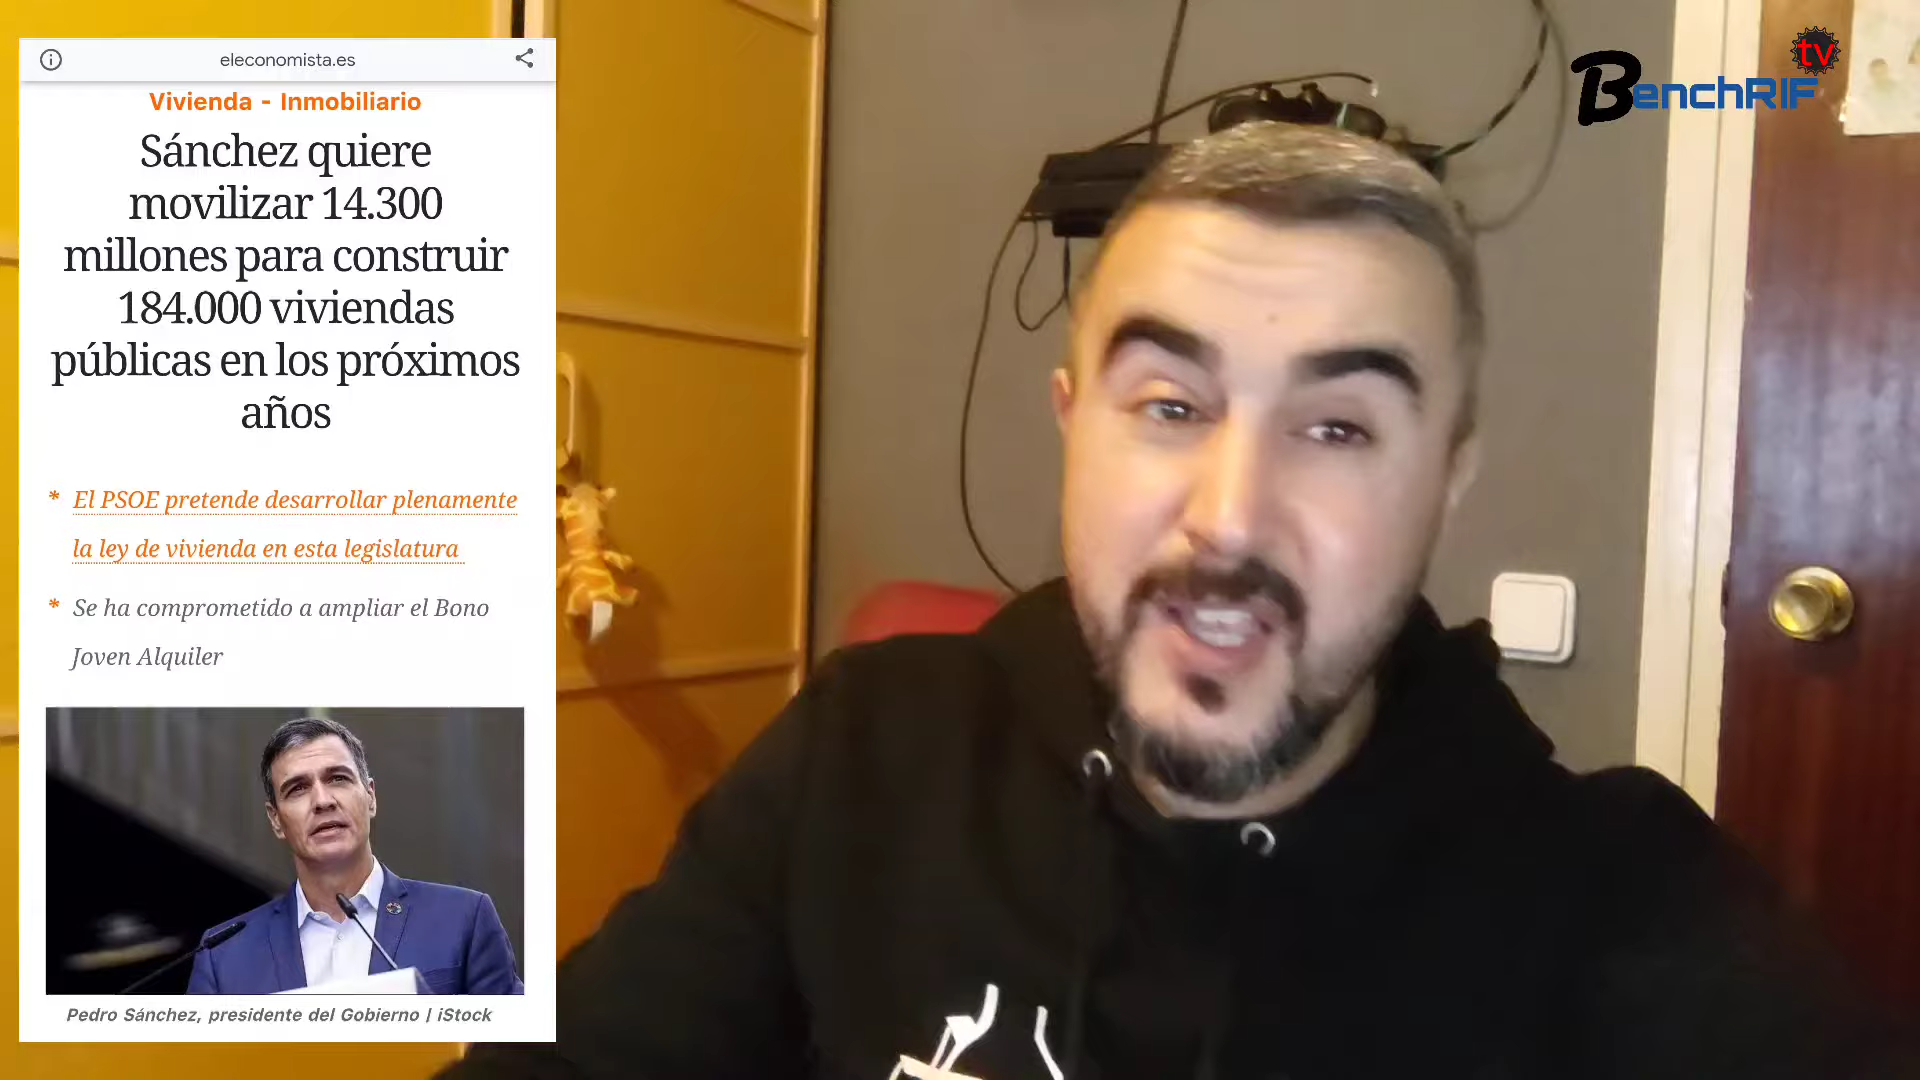 eleconomista.es
Vivienda - Inmobiliario
Sánchez quiere
movilizar 14.300
millones para construir
184.000 viviendas
públicas en los próximos
años
* El PSOE pretende desarrollar plenamente
la ley de vivienda en esta legislatura
* Se ha comprometido a ampliar el Bono
Joven Alquiler
Pedro Sánchez, presidente del Gobierno | iStock
BenchRIF
tv